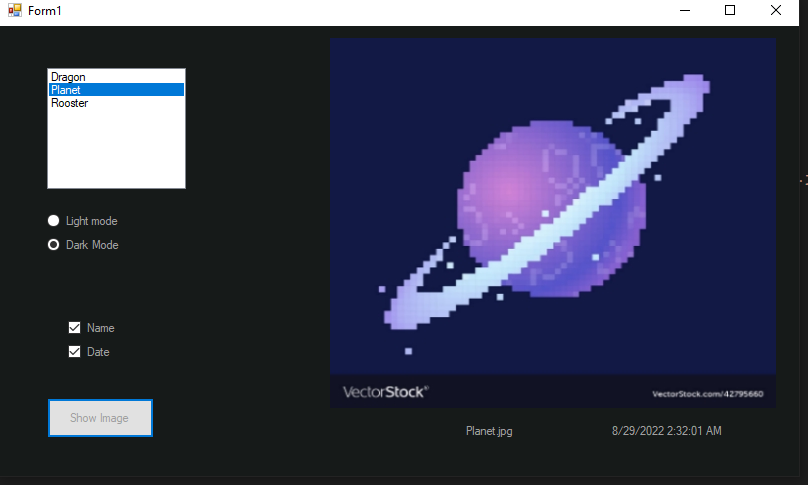 Form1
Dragon
Planet
Rooster
Light mode
Dark Mode
Name
Date
Show Image
VectorStock®
VectorStock.com/42795660
Planet.jpg
8/29/2022 2:32:01 AM